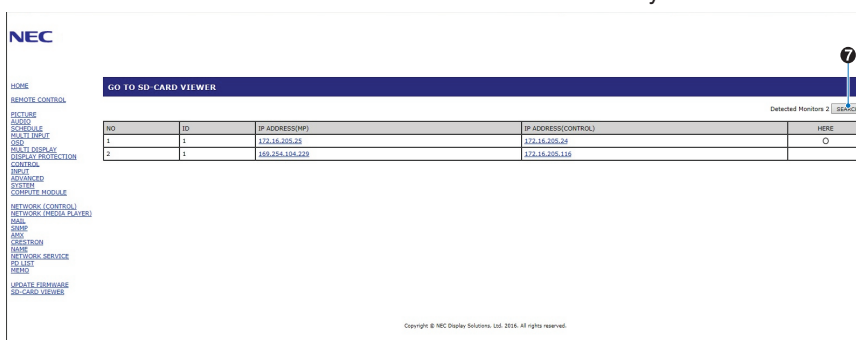 NEC
7
HOME
REMOTE CONTROL
PICTURE
AUDIO
SCHEDULE
MULTI INPUT
OSD
MULTI DISPLAY
DISPLAY PROTECTION
CONTROL
INPUT
ADVANCED
SYSTEM
COMPUTE MODULE
NETWORK (CONTROL)
NETWORK (MEDIA PLAYER)
MAIL
SNMP
AMX
CRESTRON
NAME
NETWORK SERVICE
PD LIST
MEMO
UPDATE FIRMWARE
SD-CARD VIEWER
GO TO SD-CARD VIEWER
Detected Monitors 2
NO ID IP ADDRESS(MP) IP ADDRESS(CONTROL) HERE
1 1 172.16.205.25 172.16.205.24 O
2 1 169.254.104.229 172.16.205.116
Copyright © NEC Display Solutions, Ltd. 2016. All rights reserved.